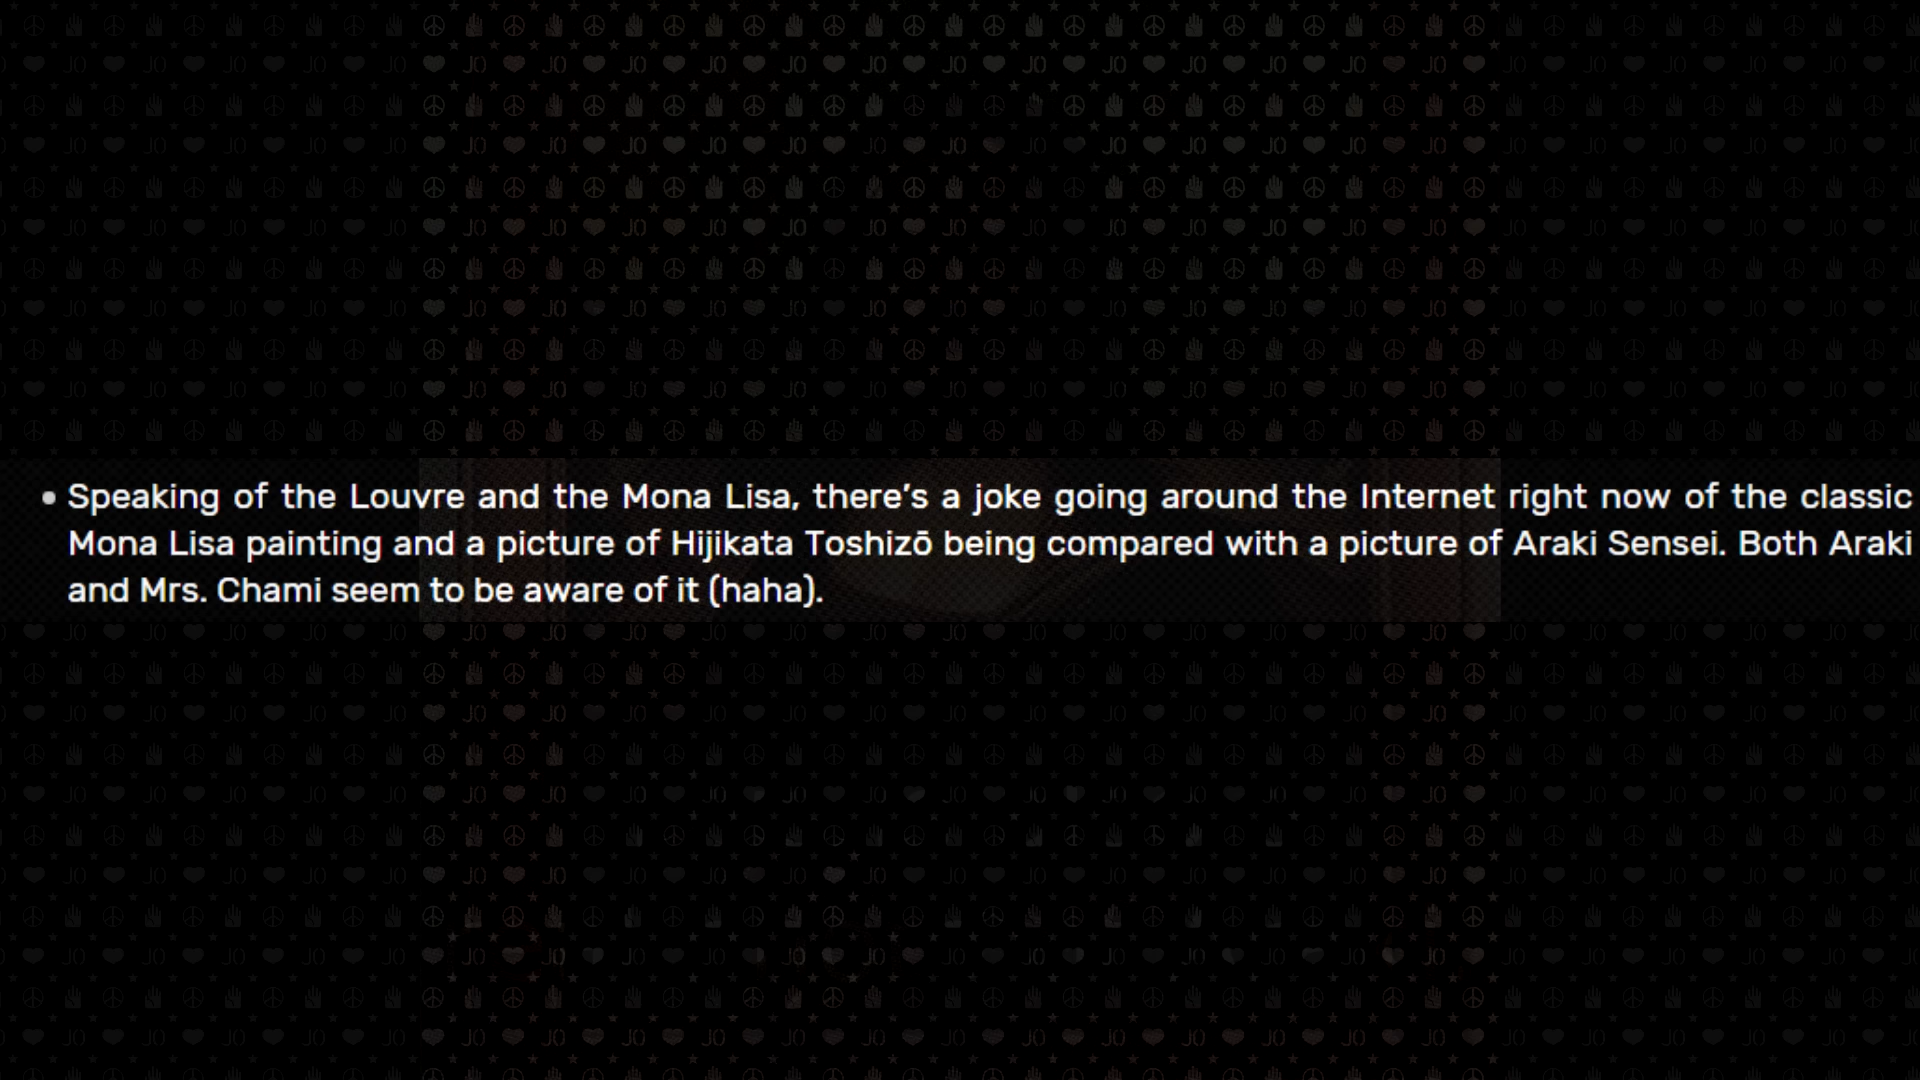 • Speaking of the Louvre and the Mona Lisa, there's a joke going around the Internet right now of the classic
Mona Lisa painting and a picture of Hijikata Toshizō being compared with a picture of Araki Sensei. Both Araki
and Mrs. Chami seem to be aware of it (haha).